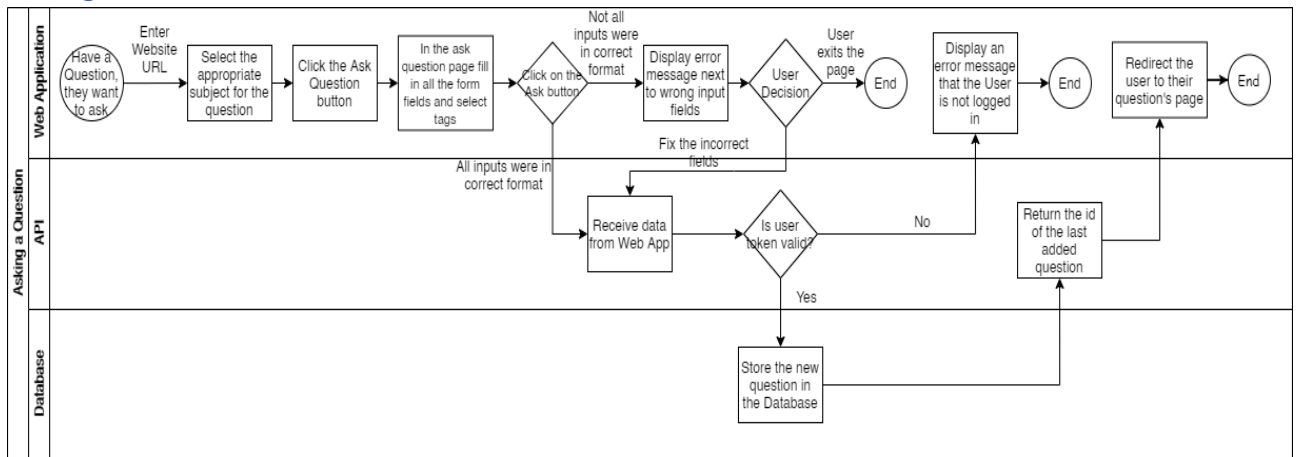 Asking a Question
Web Application
Have a
Question,
they want
to ask
Enter
Website
URL
Select the
appropriate
subject for the
question
Click the Ask
Question
button
In the ask
question page fill
in all the form
fields and select
tags
Click on the
Ask button
Not all
inputs were
in correct
format
Display error
message next
to wrong input
fields
User
Decision
User
exits the
page
End
Display an
error message
that the User
is not logged
in
End
Redirect the
user to their
question's page
End
All inputs were in
correct format
Fix the incorrect
fields
API
Receive data
from Web App
Is user
token valid?
No
Yes
Return the id
of the last
added
question
Database
Store the new
question in
the Database